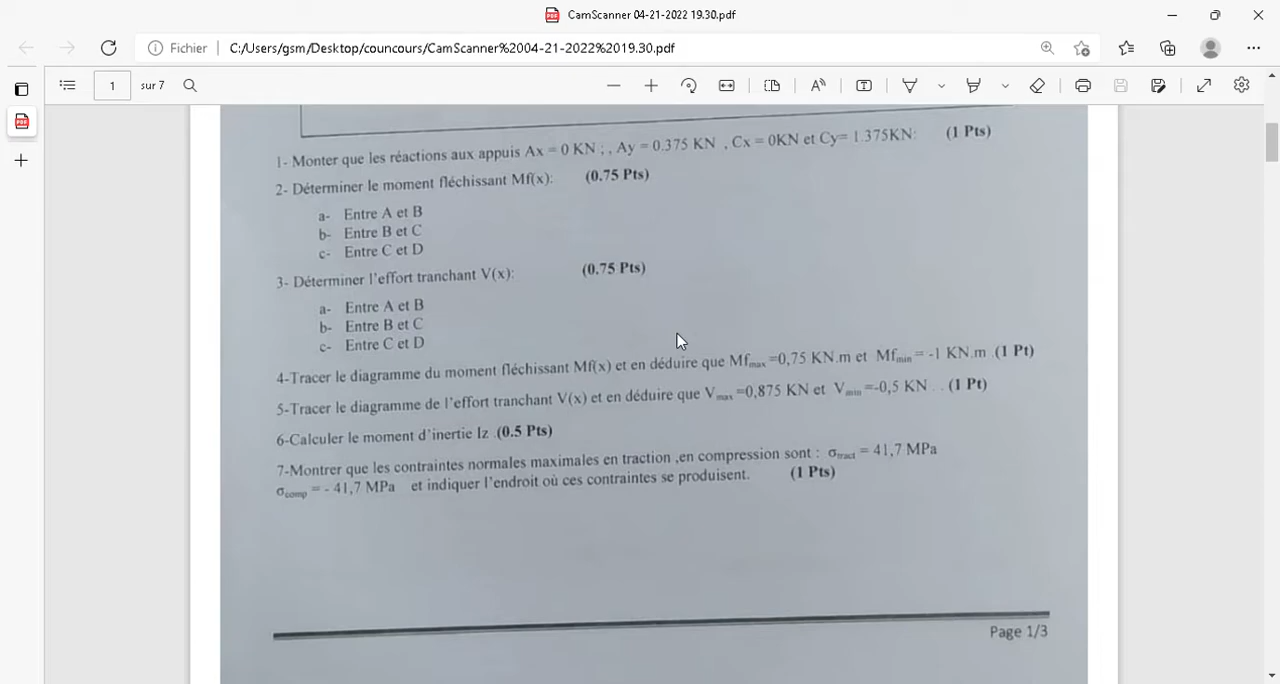 CamScanner 04-21-2022 19.30.pdf
Fichier C:/Users/gsm/Desktop/councours/CamScanner%2004-21-2022%2019.30.pdf
1 sur 7
1- Monter que les réactions aux appuis Ax = 0 KN ; , Ay = 0.375 KN , Cx = 0KN et Cy= 1.375KN: (1 Pts)
2- Déterminer le moment fléchissant Mf(x): (0.75 Pts)
a- Entre A et B
b- Entre B et C
c- Entre C et D
3- Déterminer l'effort tranchant V(x): (0.75 Pts)
a- Entre A et B
b- Entre B et C
c- Entre C et D
4-Tracer le diagramme du moment fléchissant Mf(x) et en déduire que Mfmax =0,75 KN.m et Mfmin = -1 KN.m .(1 Pt)
5-Tracer le diagramme de l'effort tranchant V(x) et en déduire que Vmax =0,875 KN et Vmin =-0,5 KN . . (1 Pt)
6-Calculer le moment d'inertie Iz .(0.5 Pts)
7-Montrer que les contraintes normales maximales en traction ,en compression sont : σtract = 41,7 MPa
σcomp = - 41,7 MPa et indiquer l'endroit où ces contraintes se produisent. (1 Pts)
Page 1/3